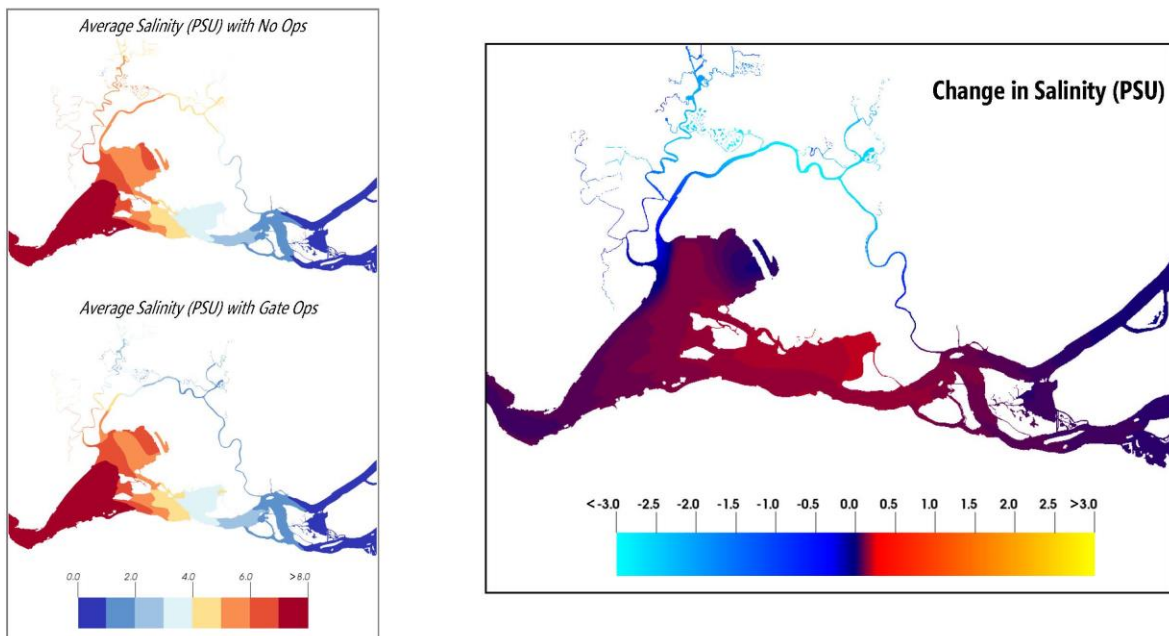 Average Salinity (PSU) with No Ops
Average Salinity (PSU) with Gate Ops
0.0 2.0 4.0 6.0 >8.0
Change in Salinity (PSU)
<-3.0 -2.5 -2.0 -1.5 -1.0 -0.5 0.0 0.5 1.0 1.5 2.0 2.5 >3.0